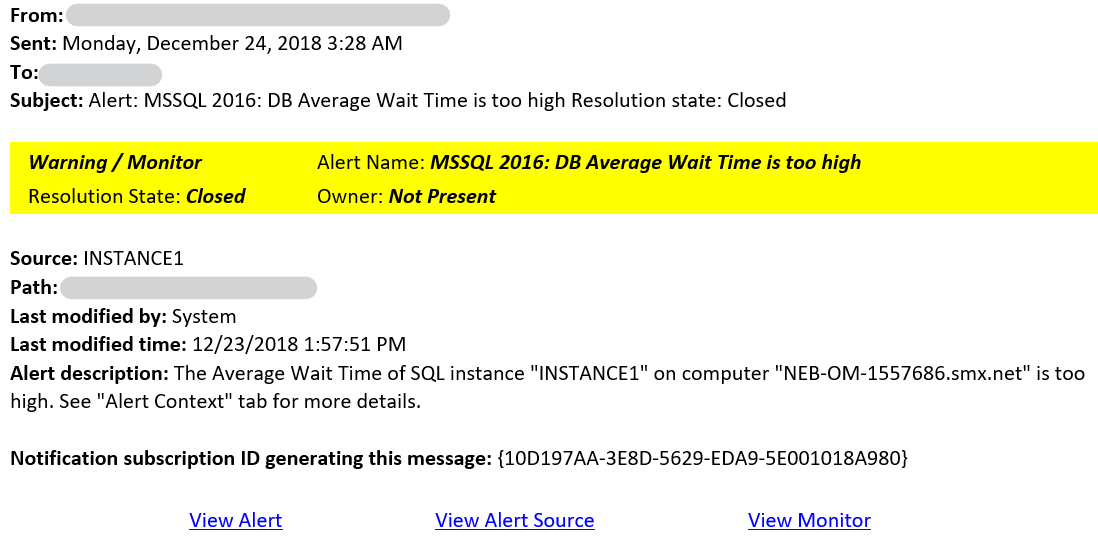 From:
Sent: Monday, December 24, 2018 3:28 AM
To:
Subject: Alert: MSSQL 2016: DB Average Wait Time is too high Resolution state: Closed
Warning / Monitor Alert Name: MSSQL 2016: DB Average Wait Time is too high
Resolution State: Closed Owner: Not Present
Source: INSTANCE1
Path:
Last modified by: System
Last modified time: 12/23/2018 1:57:51 PM
Alert description: The Average Wait Time of SQL instance "INSTANCE1" on computer "NEB-OM-1557686.smx.net" is too
high. See "Alert Context" tab for more details.
Notification subscription ID generating this message: {10D197AA-3E8D-5629-EDA9-5E001018A980}
View Alert View Alert Source View Monitor